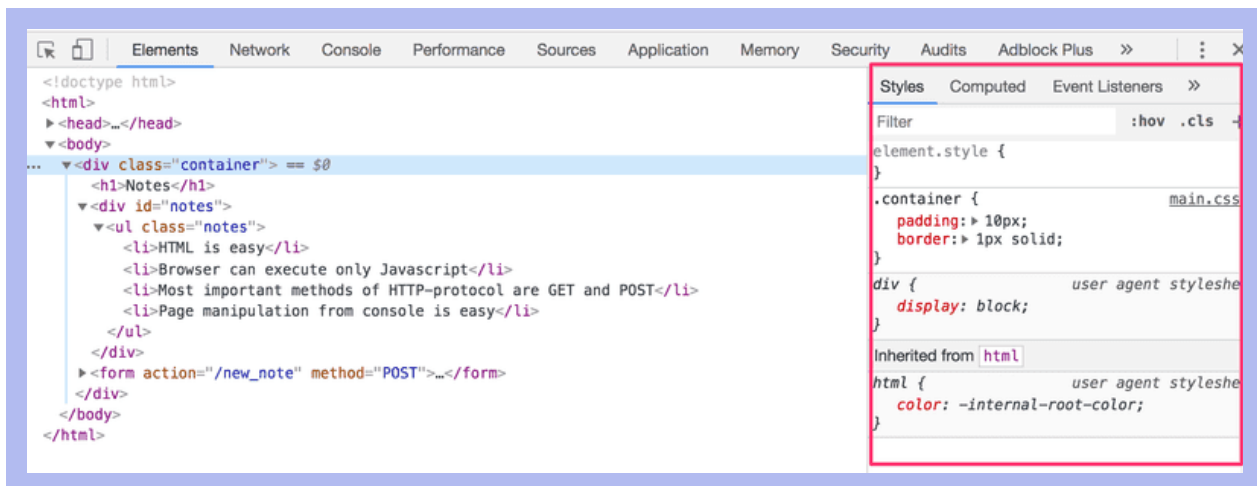 Elements Network Console Performance Sources Application Memory Security Audits Adblock Plus »
<!doctype html>
<html>
<head>…</head>
<body>
… <div class="container"> == $0
<h1>Notes</h1>
<div id="notes">
<ul class="notes">
<li>HTML is easy</li>
<li>Browser can execute only Javascript</li>
<li>Most important methods of HTTP-protocol are GET and POST</li>
<li>Page manipulation from console is easy</li>
</ul>
</div>
<form action="/new_note" method="POST">…</form>
</div>
</body>
</html>
Styles Computed Event Listeners »
Filter :hov .cls +
element.style {
}
.container { main.css
padding: 10px;
border: 1px solid;
}
div { user agent styleshe
display: block;
}
Inherited from html
html { user agent styleshe
color: -internal-root-color;
}